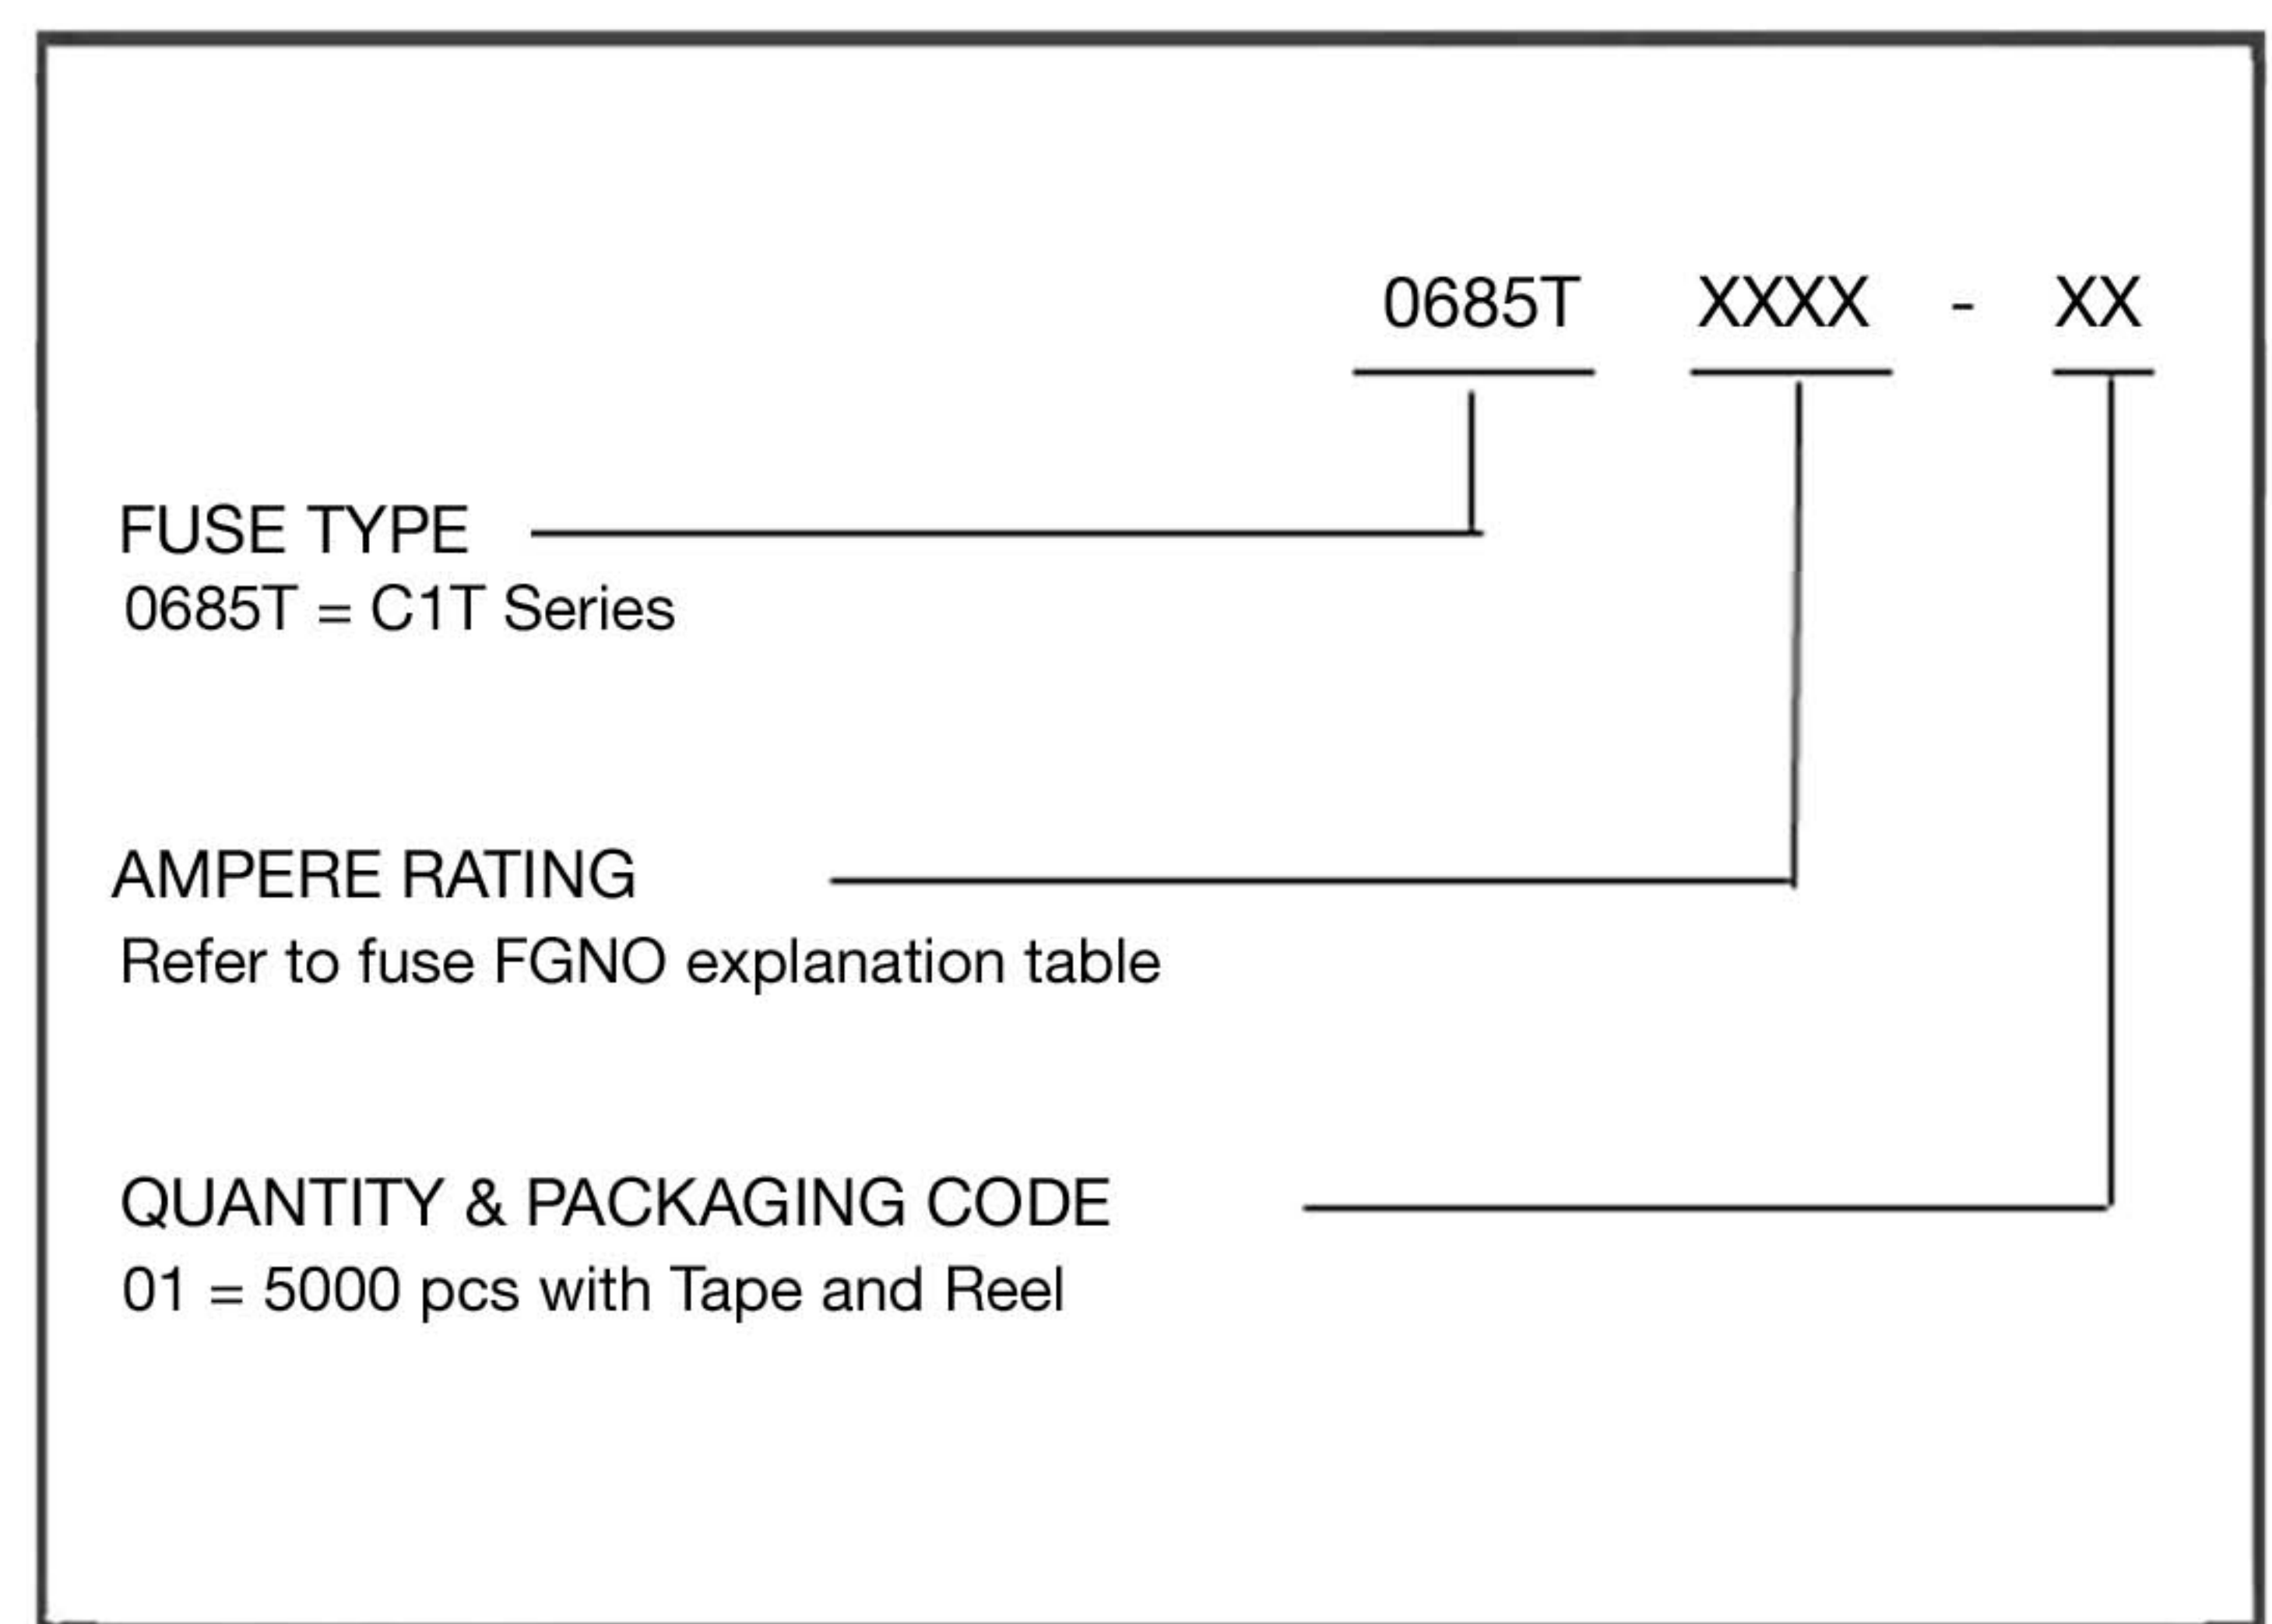 0685T XXXX - XX
FUSE TYPE
0685T = C1T Series
AMPERE RATING
Refer to fuse FGNO explanation table
QUANTITY & PACKAGING CODE
01 = 5000 pcs with Tape and Reel